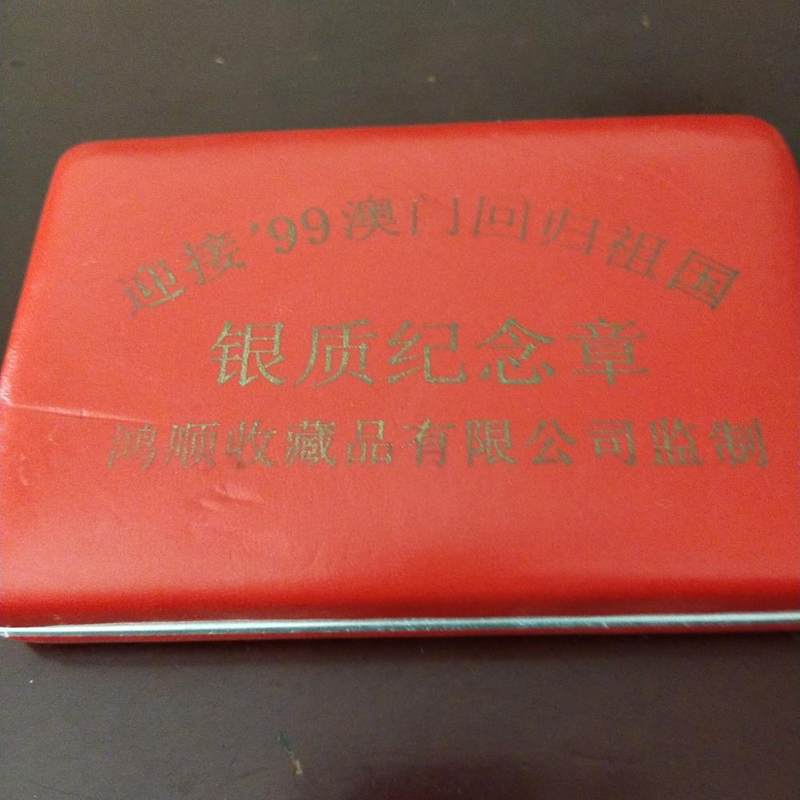 迎接'99澳门回归祖国
银质纪念章
鸿顺收藏品有限公司监制